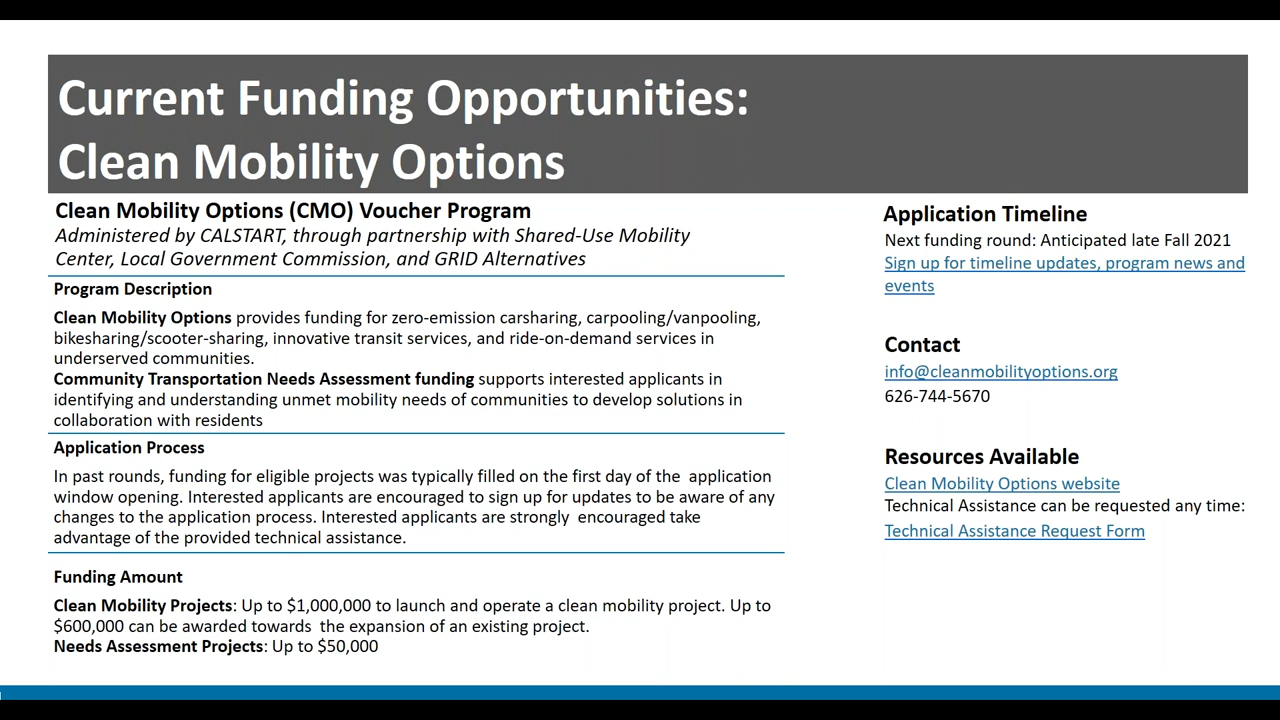 Current Funding Opportunities:
Clean Mobility Options
Clean Mobility Options (CMO) Voucher Program
Administered by CALSTART, through partnership with Shared-Use Mobility
Center, Local Government Commission, and GRID Alternatives
Program Description
Clean Mobility Options provides funding for zero-emission carsharing, carpooling/vanpooling,
bikesharing/scooter-sharing, innovative transit services, and ride-on-demand services in
underserved communities.
Community Transportation Needs Assessment funding supports interested applicants in
identifying and understanding unmet mobility needs of communities to develop solutions in
collaboration with residents
Application Process
In past rounds, funding for eligible projects was typically filled on the first day of the  application
window opening. Interested applicants are encouraged to sign up for updates to be aware of any
changes to the application process. Interested applicants are strongly  encouraged take
advantage of the provided technical assistance.
Funding Amount
Clean Mobility Projects: Up to $1,000,000 to launch and operate a clean mobility project. Up to
$600,000 can be awarded towards  the expansion of an existing project.
Needs Assessment Projects: Up to $50,000
Application Timeline
Next funding round: Anticipated late Fall 2021
Sign up for timeline updates, program news and
events
Contact
info@cleanmobilityoptions.org
626-744-5670
Resources Available
Clean Mobility Options website
Technical Assistance can be requested any time:
Technical Assistance Request Form